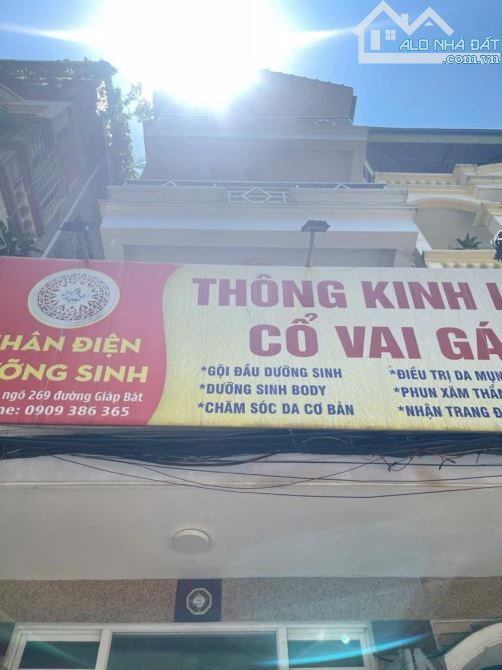 ALO NHÀ ĐẤT
.com.vn
HÂN ĐIỆN
ƯỠNG SINH
ngõ 269 đường Giáp Bát
ne: 0909 386 365
THÔNG KINH
CỔ VAI GÁ
*GỘI ĐẦU DƯỠNG SINH
*DƯỠNG SINH BODY
*CHĂM SÓC DA CƠ BẢN
*ĐIỀU TRỊ DA MỤN
*PHUN XĂM THẨM
*NHẬN TRANG Đ